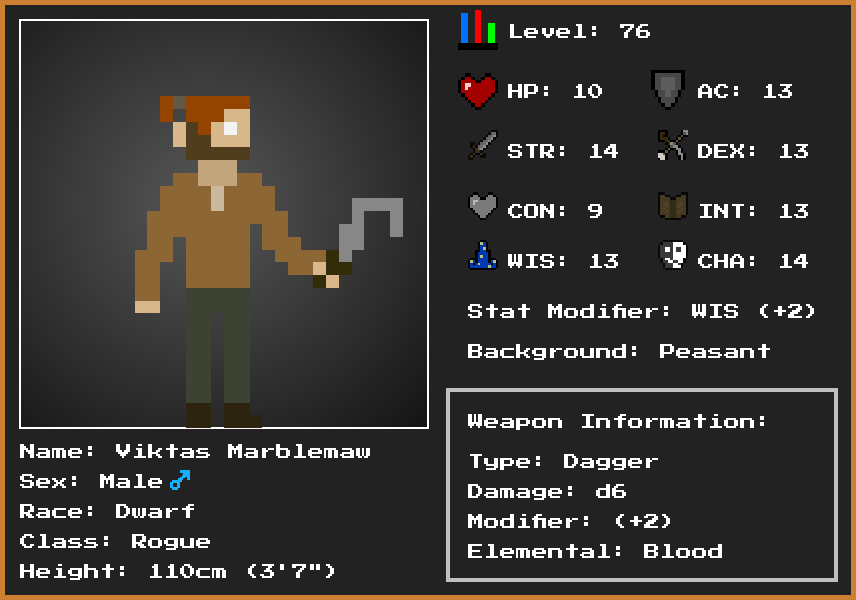 Level: 76
HP: 10
AC: 13
STR: 14
DEX: 13
CON: 9
INT: 13
WIS: 13
CHA: 14
Stat Modifier: WIS (+2)
Background: Peasant
Weapon Information:
Type: Dagger
Damage: d6
Modifier: (+2)
Elemental: Blood
Name: Viktas Marblemaw
Sex: Male♂
Race: Dwarf
Class: Rogue
Height: 110cm (3'7")